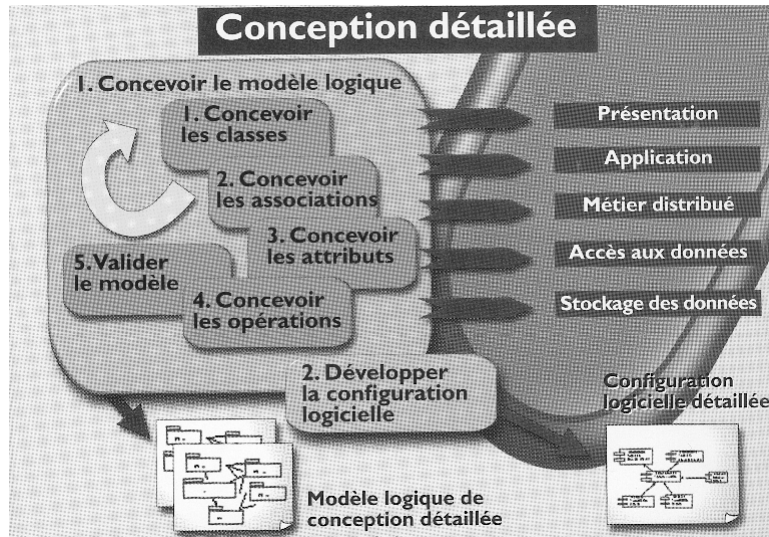 Conception détaillée
1. Concevoir le modèle logique
1. Concevoir
les classes
2. Concevoir
les associations
3. Concevoir
les attributs
5. Valider
le modèle
4. Concevoir
les opérations
2. Développer
la configuration
logicielle
Présentation
Application
Métier distribué
Accès aux données
Stockage des données
Configuration
logicielle détaillée
Modèle logique de
conception détaillée